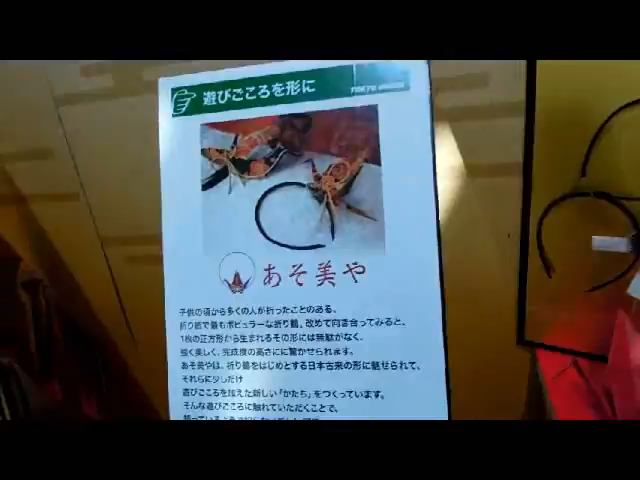 遊びごころを形に
あそ美や
子供の頃から多くの人が折ったことのある、
折り紙で最もポピュラーな折り鶴。改めて向き合ってみると、
1枚の正方形から生まれるその形には無駄がなく、
強く美しく、完成度の高さにに驚かせられます。
あそ美やは、折り鶴をはじめとする日本古来の形に魅せられて、
それらに少しだけ
遊びごころを加えた新しい「かたち」をつくっています。
そんな遊びごころに触れていただくことで、